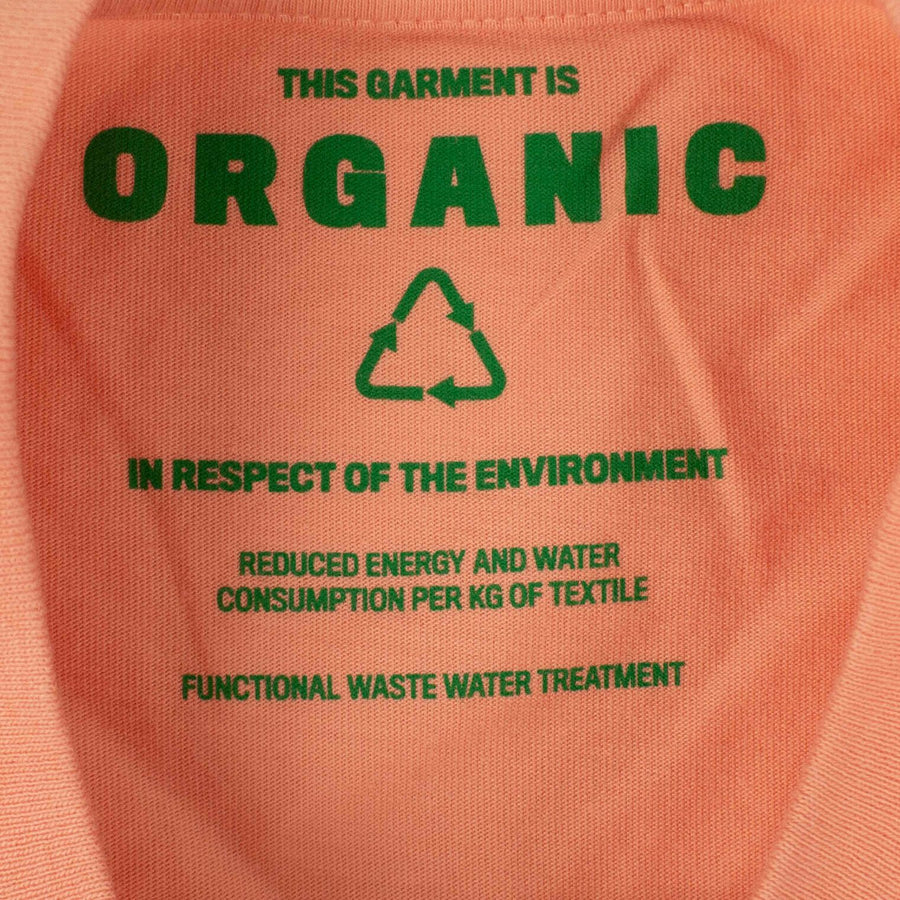 THIS GARMENT IS
ORGANIC
IN RESPECT OF THE ENVIRONMENT
REDUCED ENERGY AND WATER
CONSUMPTION PER KG OF TEXTILE
FUNCTIONAL WASTE WATER TREATMENT